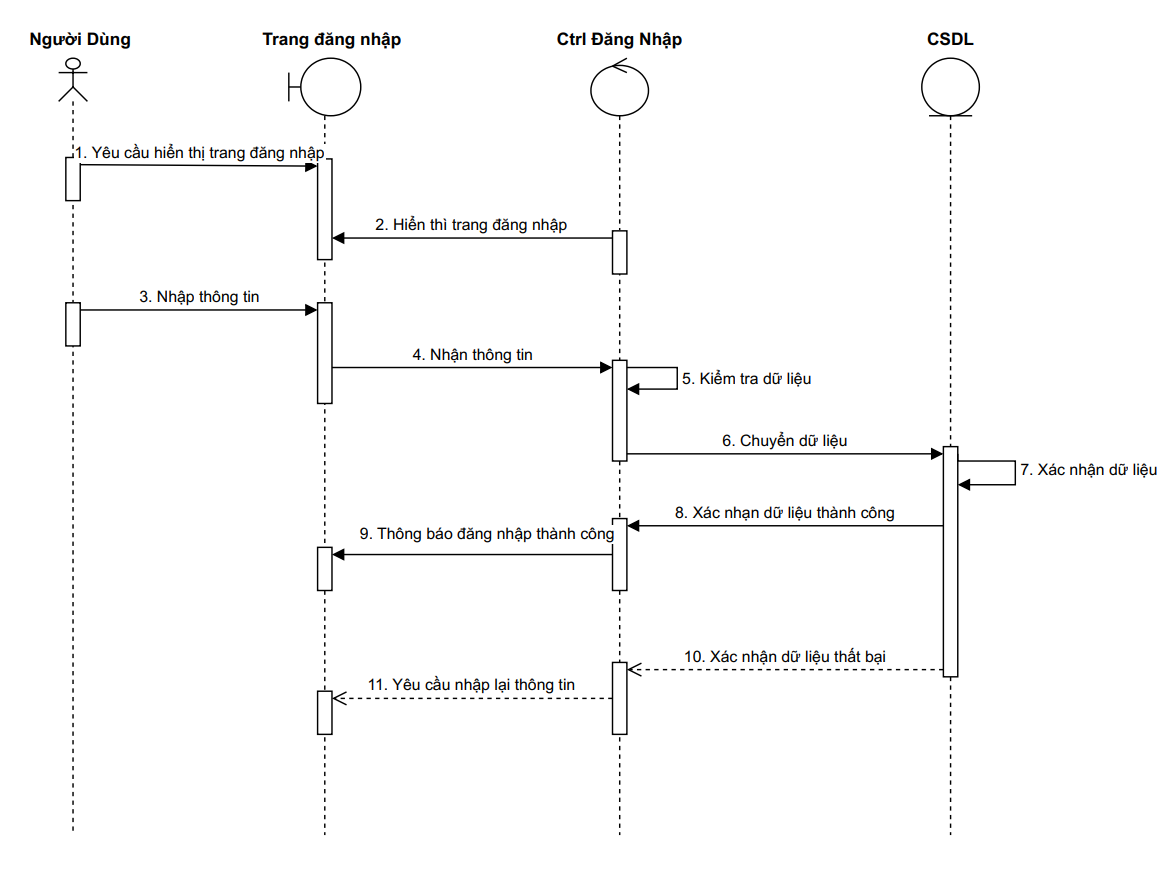 Người Dùng
Trang đăng nhập
Ctrl Đăng Nhập
CSDL
1. Yêu cầu hiển thị trang đăng nhập
2. Hiển thì trang đăng nhập
3. Nhập thông tin
4. Nhận thông tin
5. Kiểm tra dữ liệu
6. Chuyển dữ liệu
7. Xác nhận dữ liệu
8. Xác nhạn dữ liệu thành công
9. Thông báo đăng nhập thành công
10. Xác nhận dữ liệu thất bại
11. Yêu cầu nhập lại thông tin